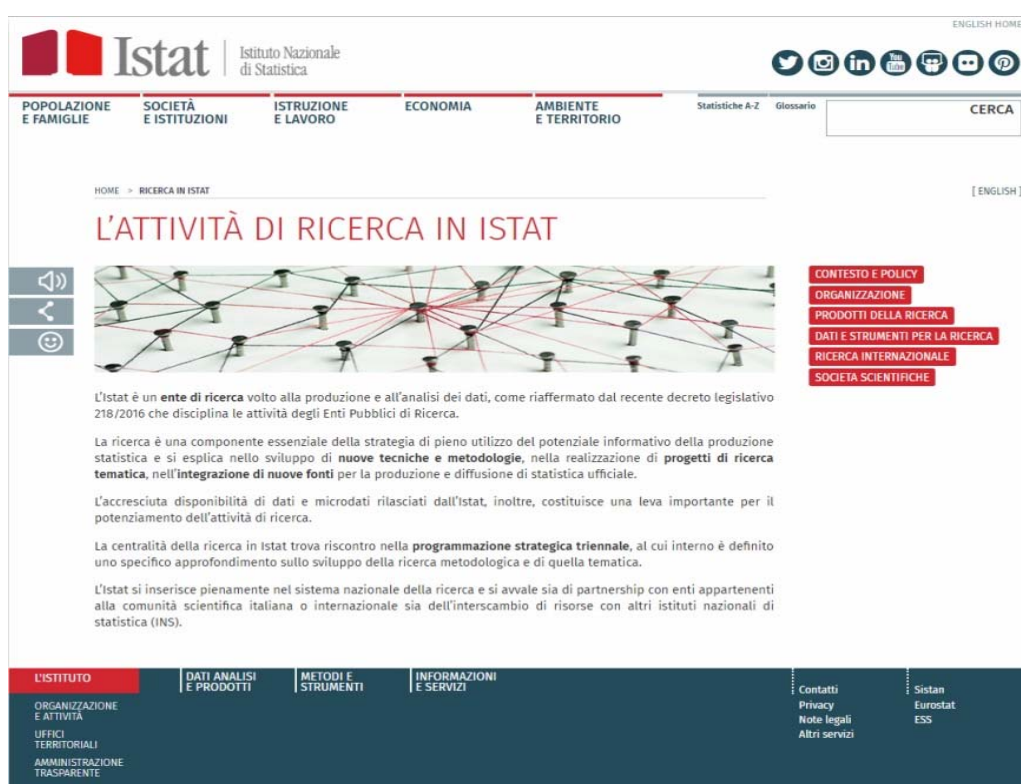 ENGLISH HOME
Istat
Istituto Nazionale
di Statistica
You
Tube
POPOLAZIONE
E FAMIGLIE
SOCIETÀ
E ISTITUZIONI
ISTRUZIONE
E LAVORO
ECONOMIA
AMBIENTE
E TERRITORIO
Statistiche A-Z
Glossario
CERCA
HOME > RICERCA IN ISTAT
[ ENGLISH ]
L'ATTIVITÀ DI RICERCA IN ISTAT
CONTESTO E POLICY
ORGANIZZAZIONE
PRODOTTI DELLA RICERCA
DATI E STRUMENTI PER LA RICERCA
RICERCA INTERNAZIONALE
SOCIETA SCIENTIFICHE
L'Istat è un ente di ricerca volto alla produzione e all'analisi dei dati, come riaffermato dal recente decreto legislativo
218/2016 che disciplina le attività degli Enti Pubblici di Ricerca.
La ricerca è una componente essenziale della strategia di pieno utilizzo del potenziale informativo della produzione
statistica e si esplica nello sviluppo di nuove tecniche e metodologie, nella realizzazione di progetti di ricerca
tematica, nell'integrazione di nuove fonti per la produzione e diffusione di statistica ufficiale.
L'accresciuta disponibilità di dati e microdati rilasciati dall'Istat, inoltre, costituisce una leva importante per il
potenziamento dell'attività di ricerca.
La centralità della ricerca in Istat trova riscontro nella programmazione strategica triennale, al cui interno è definito
uno specifico approfondimento sullo sviluppo della ricerca metodologica e di quella tematica.
L'Istat si inserisce pienamente nel sistema nazionale della ricerca e si avvale sia di partnership con enti appartenenti
alla comunità scientifica italiana o internazionale sia dell'interscambio di risorse con altri istituti nazionali di
statistica (INS).
L'ISTITUTO
ORGANIZZAZIONE
E ATTIVITÀ
UFFICI
TERRITORIALI
AMMINISTRAZIONE
TRASPARENTE
DATI ANALISI
E PRODOTTI
METODI E
STRUMENTI
INFORMAZIONI
E SERVIZI
Contatti
Privacy
Note legali
Altri servizi
Sistan
Eurostat
ESS